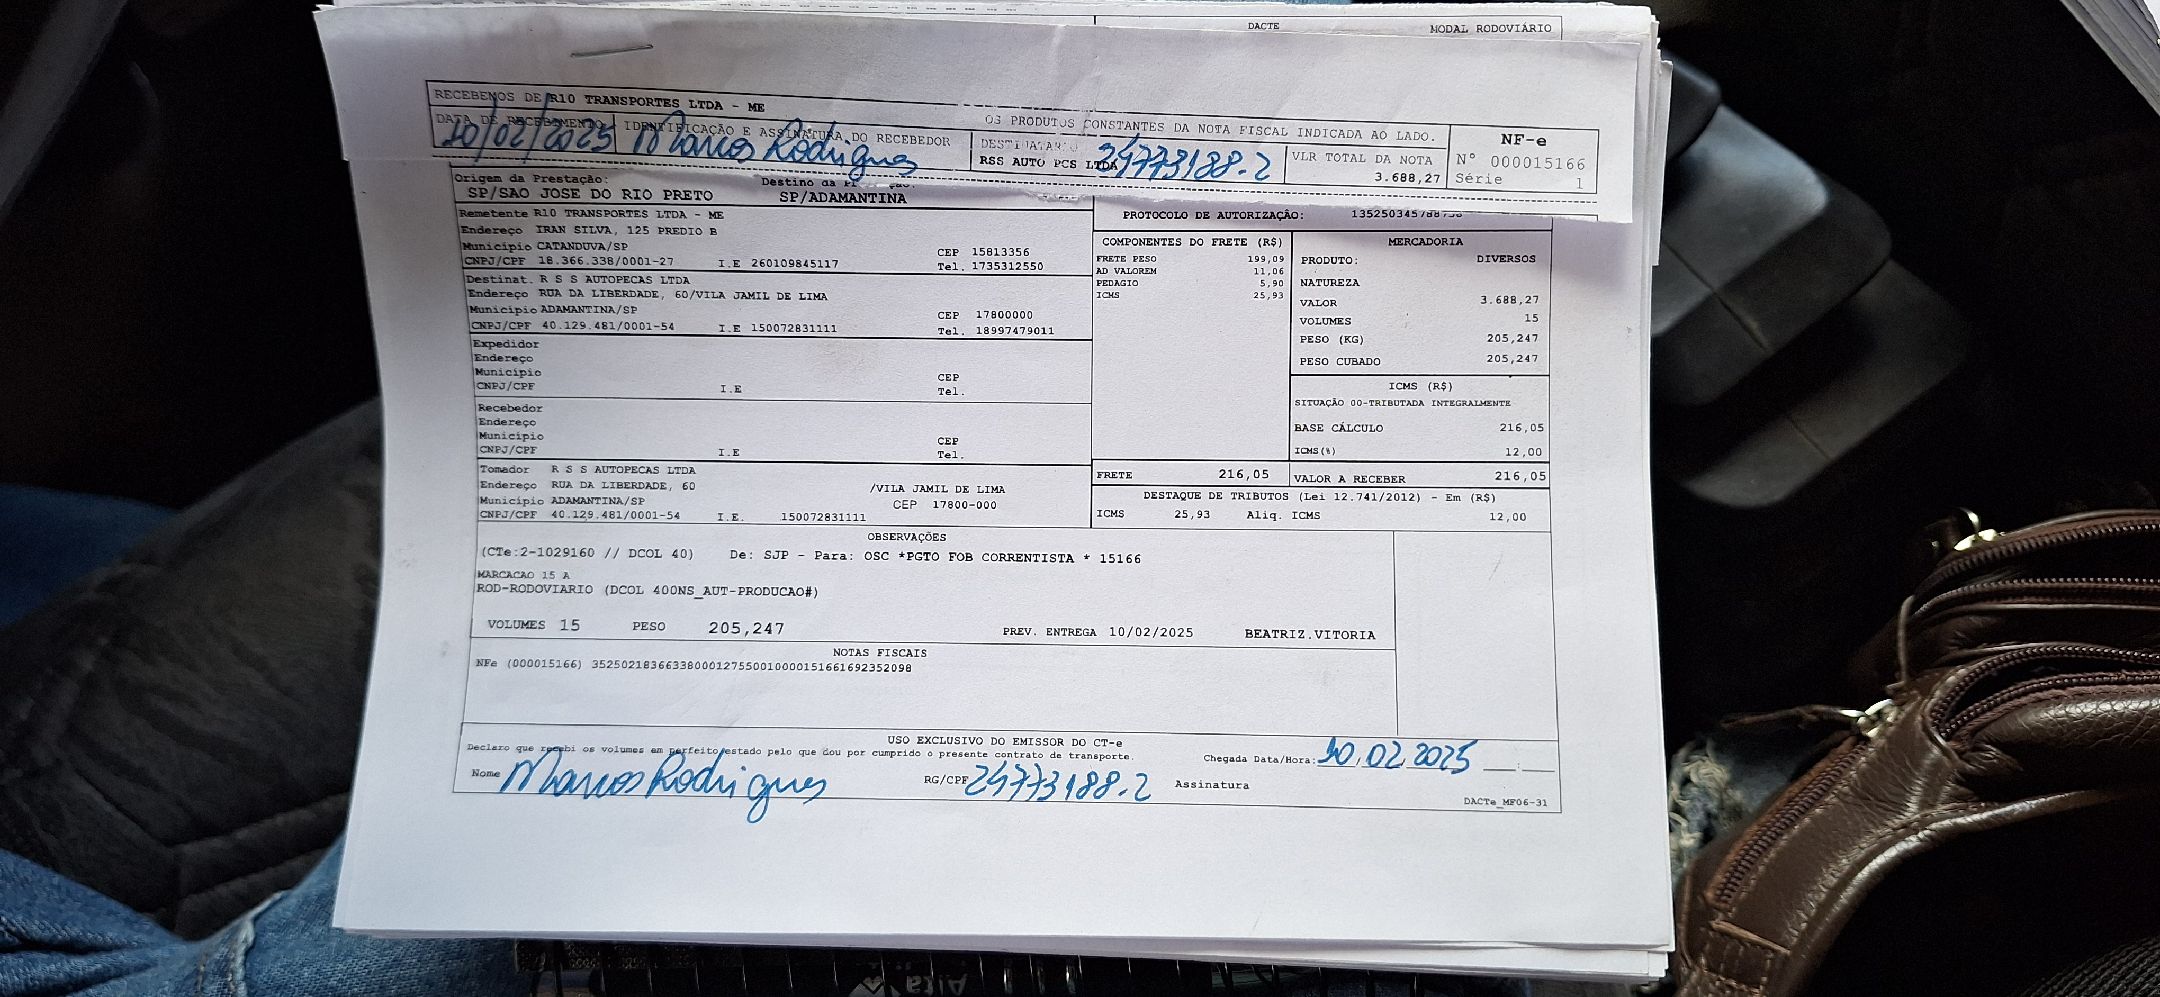 DACTE MODAL RODOVIÁRIO
RECEBEMOS DE R10 TRANSPORTES LTDA - ME OS PRODUTOS CONSTANTES DA NOTA FISCAL INDICADA AO LADO.
DATA DE RECEBIMENTO IDENTIFICAÇÃO E ASSINATURA DO RECEBEDOR
10/02/2025 Marcos Rodrigues
DESTINATARIO
RSS AUTO PCS LTDA 24773188-2
VLR TOTAL DA NOTA
3.688,27
NF-e
N° 000015166
Série 1
Origem da Prestação:
SP/SAO JOSE DO RIO PRETO
Destino da
SP/ADAMANTINA
PROTOCOLO DE AUTORIZAÇÃO:
Remetente R10 TRANSPORTES LTDA - ME
Endereço IRAN SILVA, 125 PREDIO B
Município CATANDUVA/SP CEP 15813356
CNPJ/CPF 18.366.338/0001-27 I.E 260109845117 Tel. 1735312550
Destinat. R S S AUTOPECAS LTDA
Endereço RUA DA LIBERDADE, 60/VILA JAMIL DE LIMA
Município ADAMANTINA/SP CEP 17800000
CNPJ/CPF 40.129.481/0001-54 I.E 150072831111 Tel. 18997479011
Expedidor
Endereço
Município CEP
CNPJ/CPF I.E Tel.
Recebedor
Endereço
Município CEP
CNPJ/CPF I.E Tel.
Tomador R S S AUTOPECAS LTDA
Endereço RUA DA LIBERDADE, 60 /VILA JAMIL DE LIMA
Município ADAMANTINA/SP CEP 17800-000
CNPJ/CPF 40.129.481/0001-54 I.E. 150072831111
COMPONENTES DO FRETE (R$)
FRETE PESO 199,09
AD VALOREM 11,06
PEDAGIO 5,90
ICMS 25,93
MERCADORIA
PRODUTO: DIVERSOS
NATUREZA
VALOR 3.688,27
VOLUMES 15
PESO (KG) 205,247
PESO CUBADO 205,247
ICMS (R$)
SITUAÇÃO 00-TRIBUTADA INTEGRALMENTE
BASE CÁLCULO 216,05
ICMS(%) 12,00
FRETE 216,05 VALOR A RECEBER 216,05
DESTAQUE DE TRIBUTOS (Lei 12.741/2012) - Em (R$)
ICMS 25,93 Aliq. ICMS 12,00
OBSERVAÇÕES
(CTe:2-1029160 // DCOL 40) De: SJP - Para: OSC *PGTO FOB CORRENTISTA * 15166
MARCACAO 15 A
ROD-RODOVIARIO (DCOL 400NS_AUT-PRODUCAO#)
VOLUMES 15 PESO 205,247 PREV. ENTREGA 10/02/2025 BEATRIZ.VITORIA
NOTAS FISCAIS
NFe (000015166) 35250218366338000127550010000151661692352098
USO EXCLUSIVO DO EMISSOR DO CT-e
Declaro que recebi os volumes em perfeito estado pelo que dou por cumprido o presente contrato de transporte. Chegada Data/Hora: 10.02.2025 __:__
Nome Marcos Rodrigues RG/CPF 24773188-2 Assinatura
DACTe_MF06-31
Alta